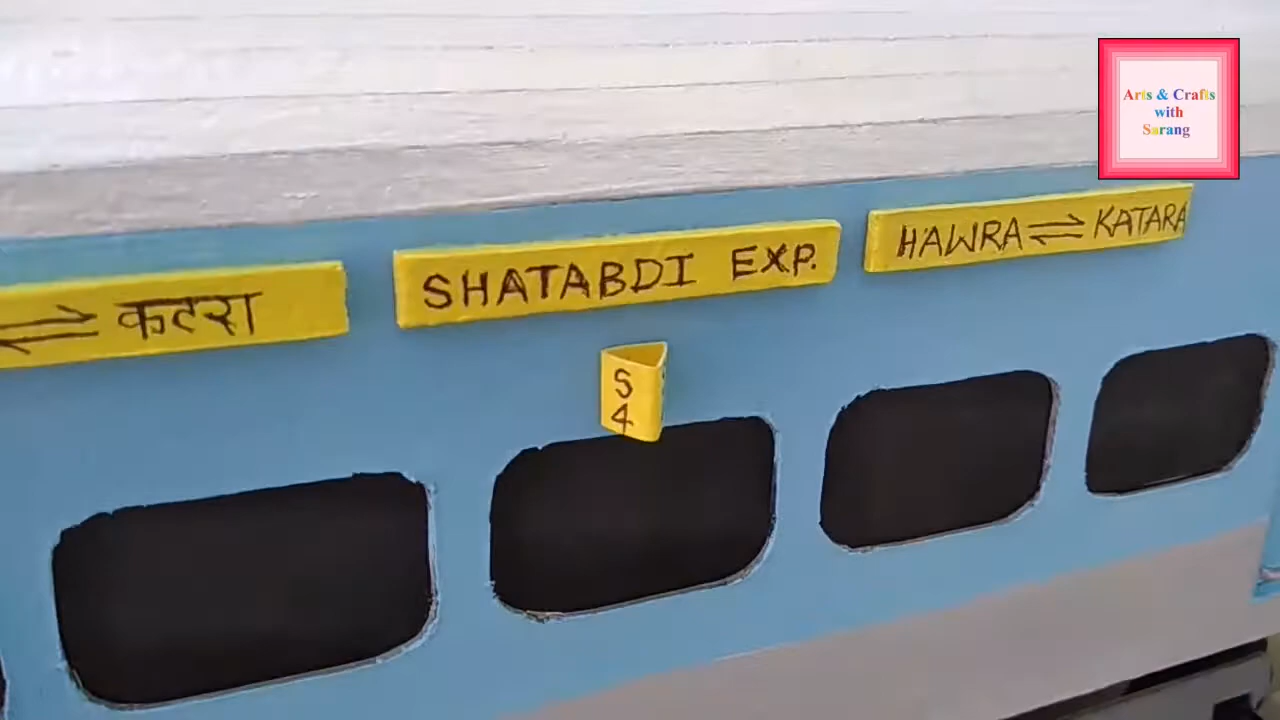 Arts & Crafts
with
Sarang
⇌ कटरा
SHATABDI EXP.
HAWRA ⇌ KATARA
S
4